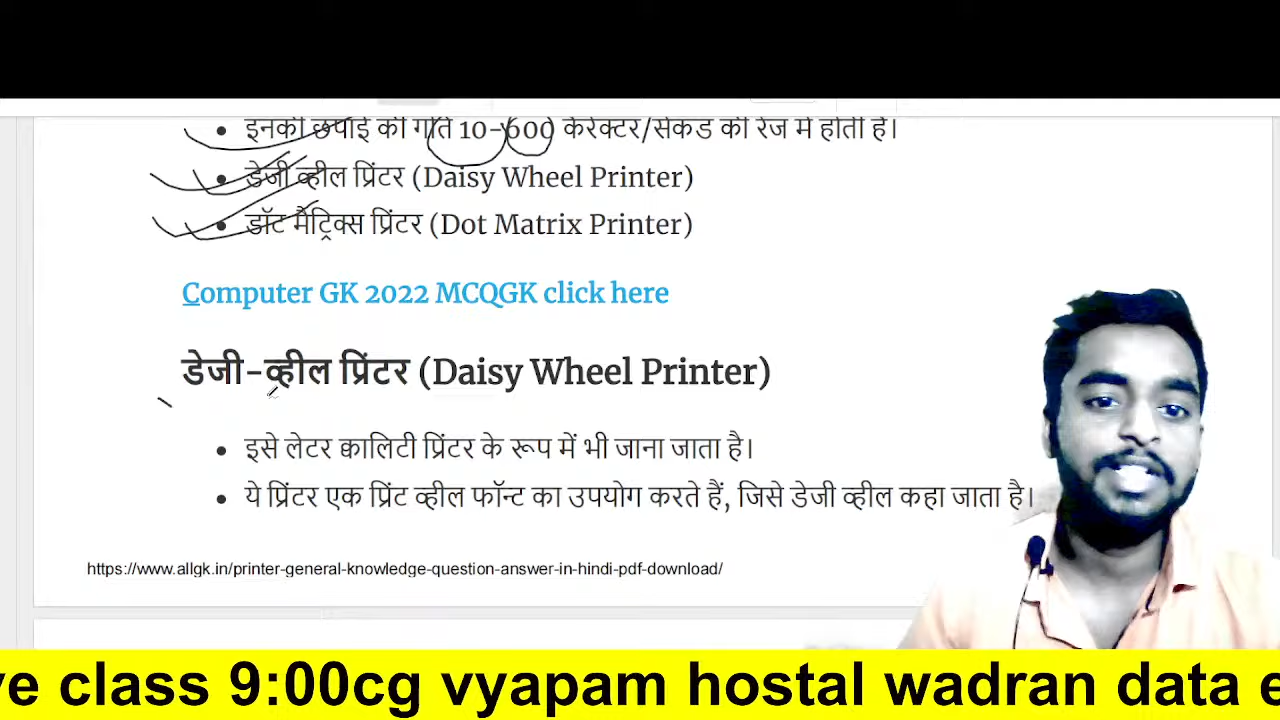 इनकी छपाई की गति 10-600 केरेक्टर/सेकंड की रेंज में होती है।
डेजी व्हील प्रिंटर (Daisy Wheel Printer)
डॉट मैट्रिक्स प्रिंटर (Dot Matrix Printer)
Computer GK 2022 MCQGK click here
डेजी-व्हील प्रिंटर (Daisy Wheel Printer)
इसे लेटर क्वालिटी प्रिंटर के रूप में भी जाना जाता है।
ये प्रिंटर एक प्रिंट व्हील फॉन्ट का उपयोग करते हैं, जिसे डेजी व्हील कहा जाता है।
https://www.allgk.in/printer-general-knowledge-question-answer-in-hindi-pdf-download/
ve class 9:00cg vyapam hostal wadran data e